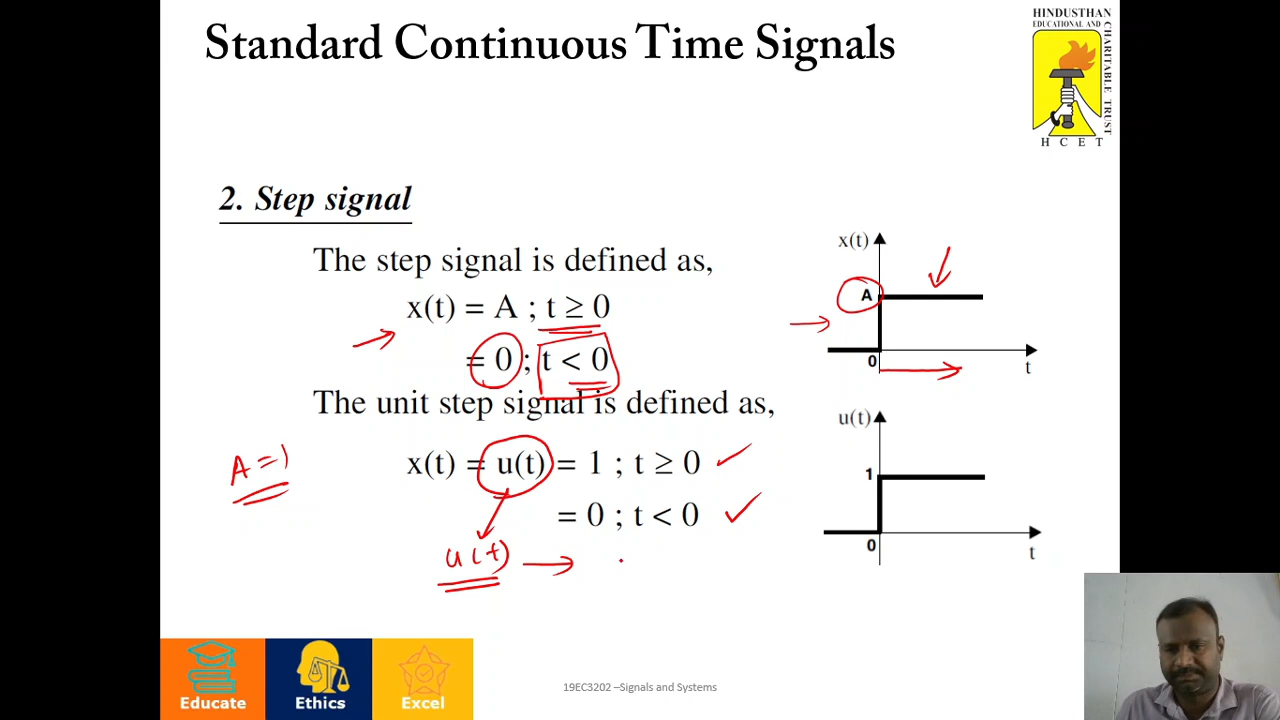 Standard Continuous Time Signals
HINDUSTHAN
EDUCATIONAL AND
CHARITABLE TRUST
H C E T
2. Step signal
The step signal is defined as,
x(t) = A ; t ≥ 0
= 0 ; t < 0
x(t)
A
0
t
The unit step signal is defined as,
x(t) = u(t) = 1 ; t ≥ 0
= 0 ; t < 0
A = 1
u(t)
u(t)
1
0
t
Educate
Ethics
Excel
19EC3202 –Signals and Systems